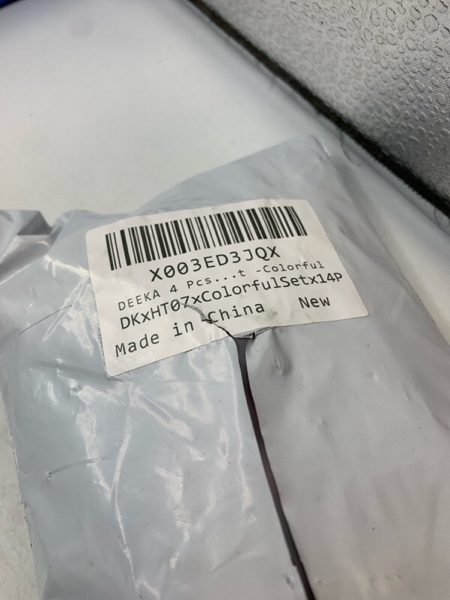 X003ED3JQX
DEEKA 4 Pcs...t -Colorful
DKxHT07xColorfulSetx14P
Made in China New